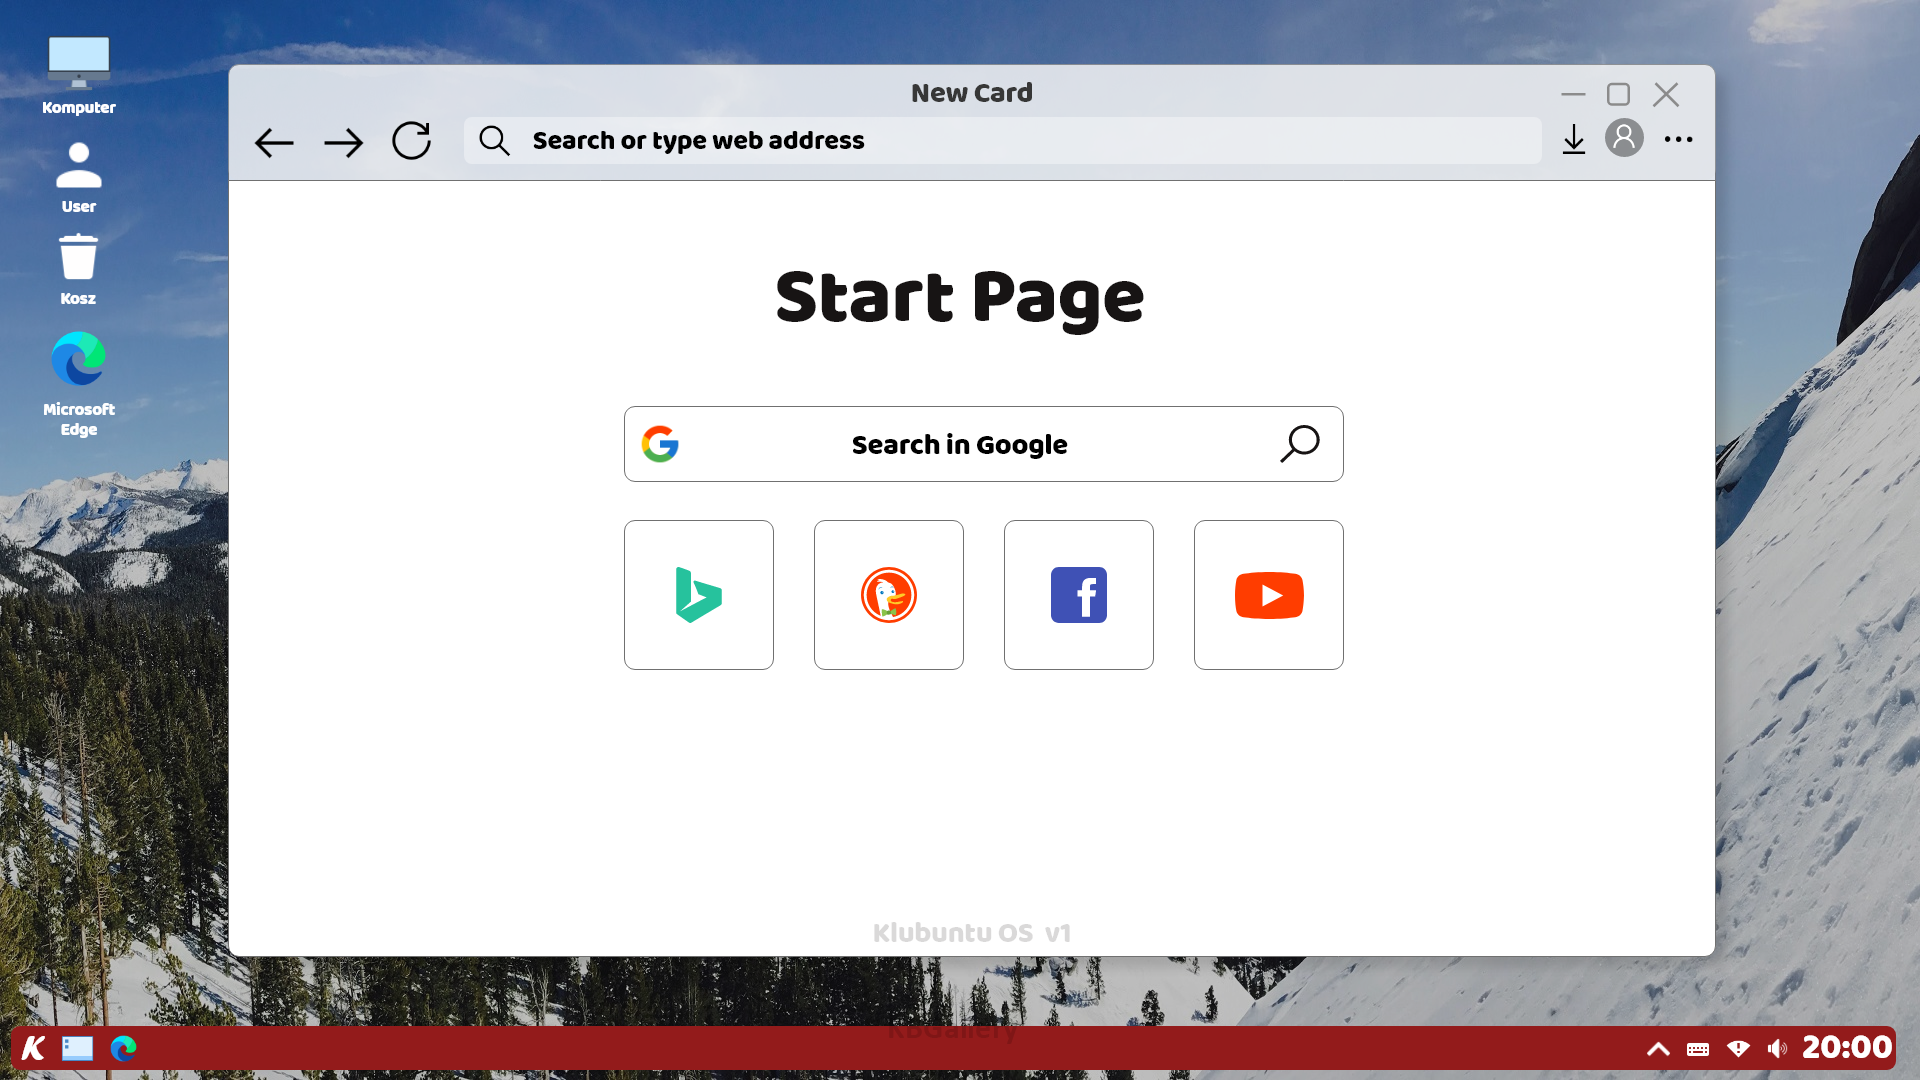 Komputer
User
Kosz
Microsoft
Edge
New Card
Search or type web address
Start Page
Search in Google
Klubuntu OS v1
KBGallery
K
20:00